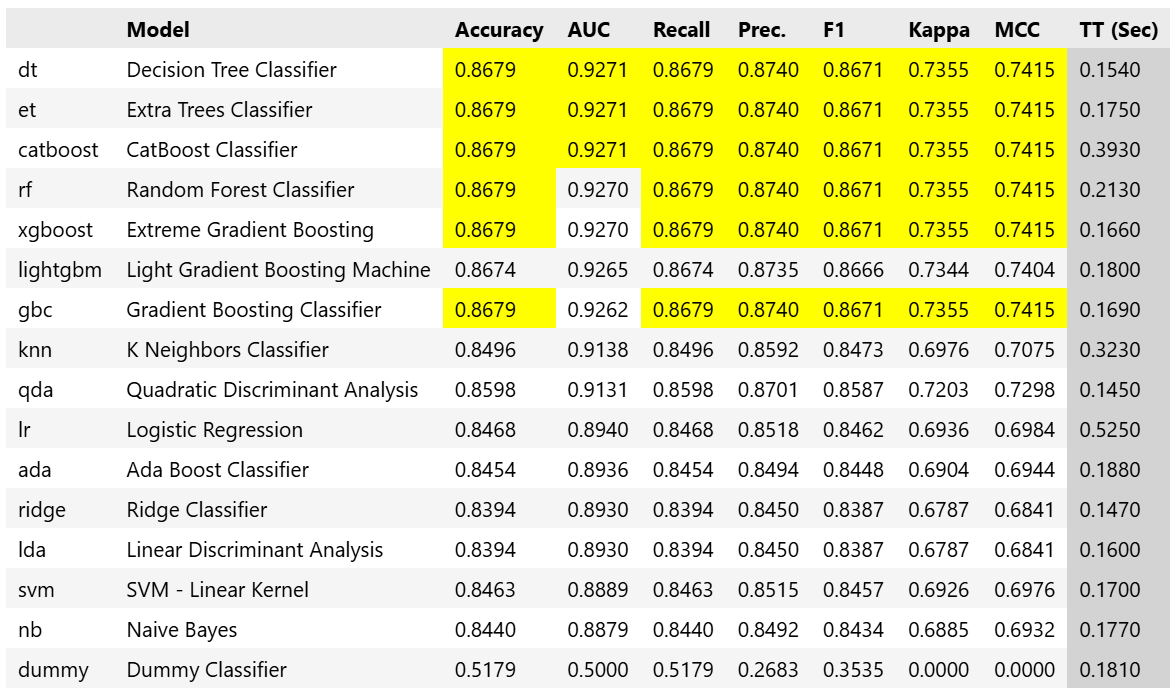 Model Accuracy AUC Recall Prec. F1 Kappa MCC TT (Sec)
dt Decision Tree Classifier 0.8679 0.9271 0.8679 0.8740 0.8671 0.7355 0.7415 0.1540
et Extra Trees Classifier 0.8679 0.9271 0.8679 0.8740 0.8671 0.7355 0.7415 0.1750
catboost CatBoost Classifier 0.8679 0.9271 0.8679 0.8740 0.8671 0.7355 0.7415 0.3930
rf Random Forest Classifier 0.8679 0.9270 0.8679 0.8740 0.8671 0.7355 0.7415 0.2130
xgboost Extreme Gradient Boosting 0.8679 0.9270 0.8679 0.8740 0.8671 0.7355 0.7415 0.1660
lightgbm Light Gradient Boosting Machine 0.8674 0.9265 0.8674 0.8735 0.8666 0.7344 0.7404 0.1800
gbc Gradient Boosting Classifier 0.8679 0.9262 0.8679 0.8740 0.8671 0.7355 0.7415 0.1690
knn K Neighbors Classifier 0.8496 0.9138 0.8496 0.8592 0.8473 0.6976 0.7075 0.3230
qda Quadratic Discriminant Analysis 0.8598 0.9131 0.8598 0.8701 0.8587 0.7203 0.7298 0.1450
lr Logistic Regression 0.8468 0.8940 0.8468 0.8518 0.8462 0.6936 0.6984 0.5250
ada Ada Boost Classifier 0.8454 0.8936 0.8454 0.8494 0.8448 0.6904 0.6944 0.1880
ridge Ridge Classifier 0.8394 0.8930 0.8394 0.8450 0.8387 0.6787 0.6841 0.1470
lda Linear Discriminant Analysis 0.8394 0.8930 0.8394 0.8450 0.8387 0.6787 0.6841 0.1600
svm SVM - Linear Kernel 0.8463 0.8889 0.8463 0.8515 0.8457 0.6926 0.6976 0.1700
nb Naive Bayes 0.8440 0.8879 0.8440 0.8492 0.8434 0.6885 0.6932 0.1770
dummy Dummy Classifier 0.5179 0.5000 0.5179 0.2683 0.3535 0.0000 0.0000 0.1810